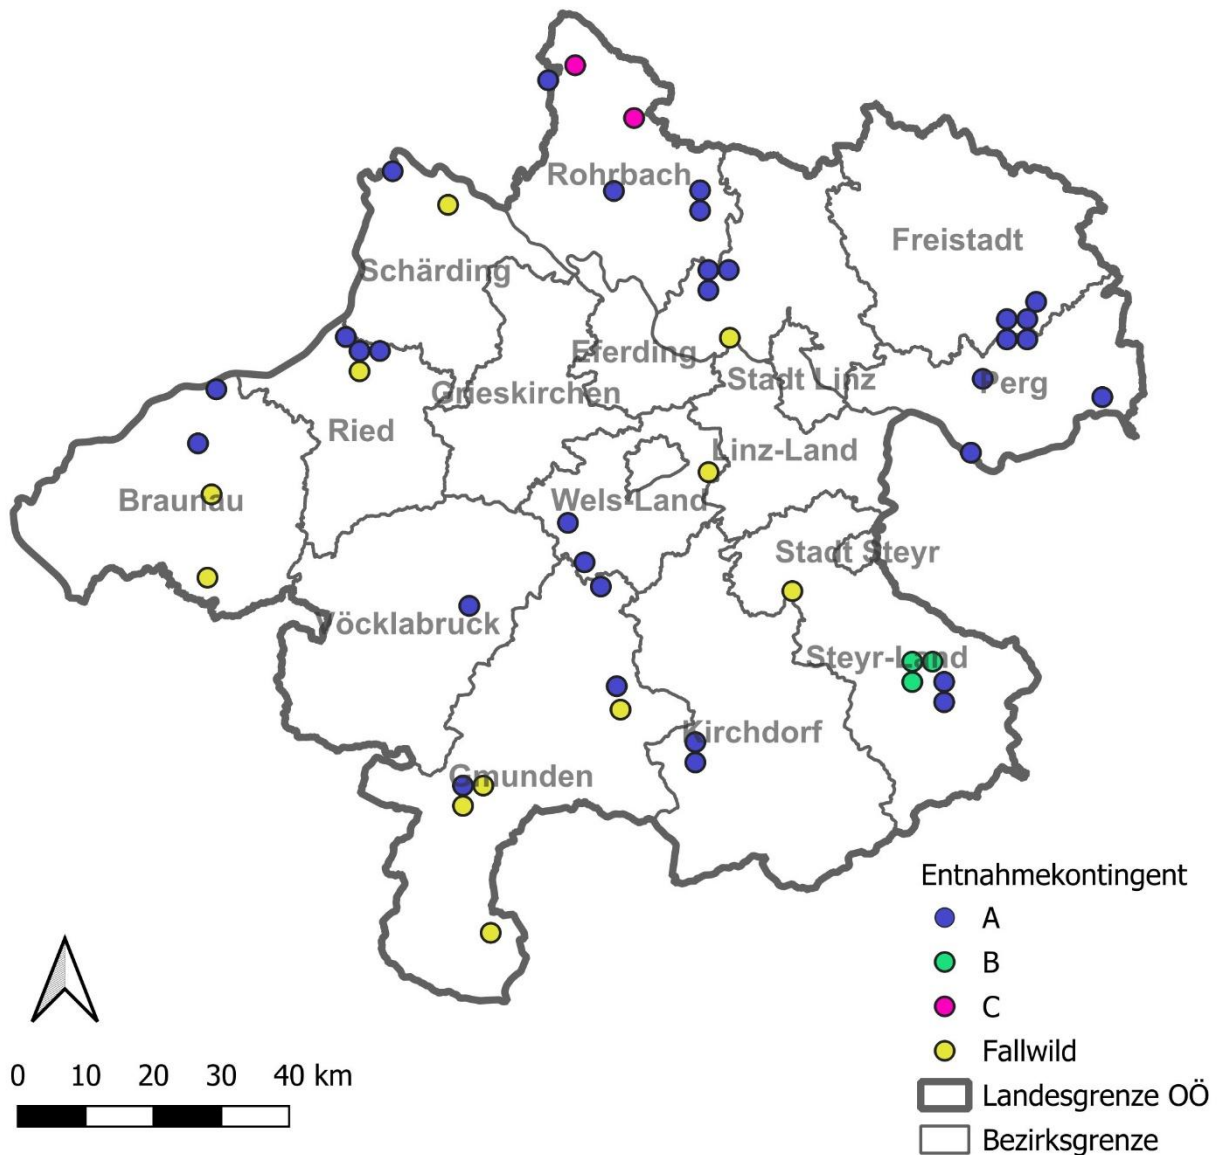 Rohrbach
Freistadt
Schärding
Eferding
Grieskirchen
Stadt Linz
Perg
Ried
Linz-Land
Braunau
Wels-Land
Stadt Steyr
Vöcklabruck
Steyr-Land
Kirchdorf
Gmunden
Entnahmekontingent
A
B
C
Fallwild
Landesgrenze OÖ
Bezirksgrenze
0 10 20 30 40 km